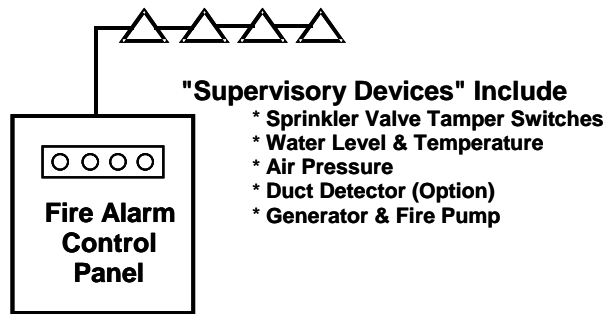 "Supervisory Devices" Include
* Sprinkler Valve Tamper Switches
* Water Level & Temperature
* Air Pressure
* Duct Detector (Option)
* Generator & Fire Pump
Fire Alarm
Control
Panel